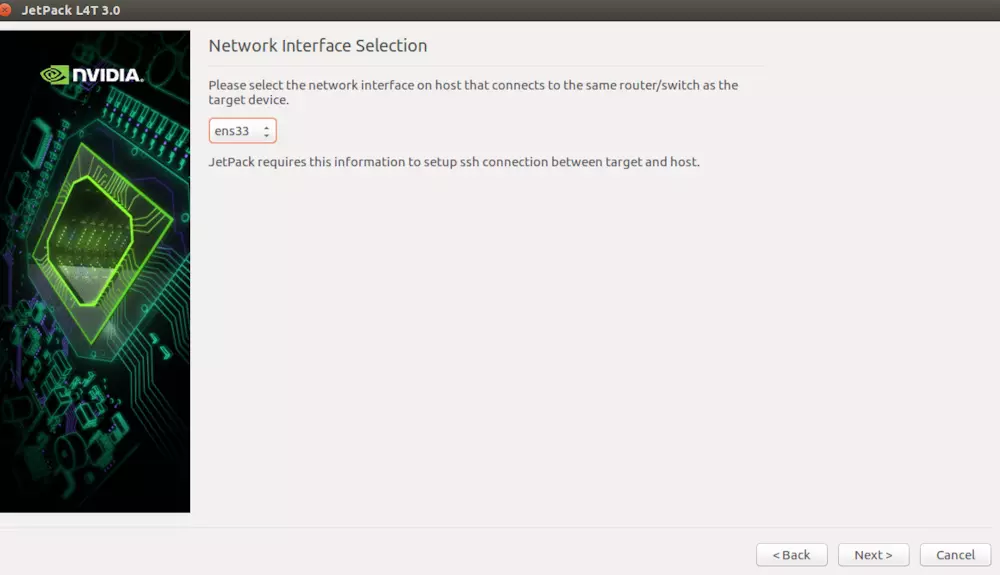 JetPack L4T 3.0
NVIDIA.
Network Interface Selection
Please select the network interface on host that connects to the same router/switch as the
target device.
ens33
JetPack requires this information to setup ssh connection between target and host.
< Back
Next >
Cancel